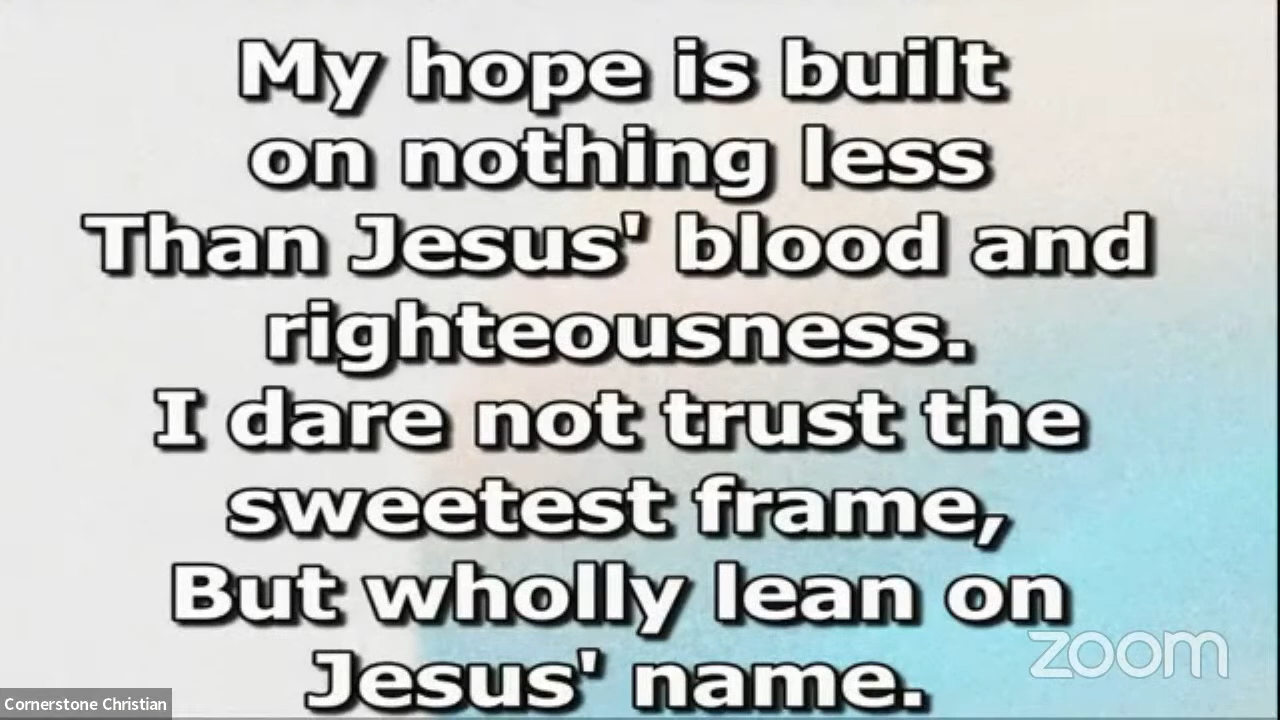 My hope is built
on nothing less
Than Jesus' blood and
righteousness.
I dare not trust the
sweetest frame,
But wholly lean on
Jesus' name.
zoom
Cornerstone Christian